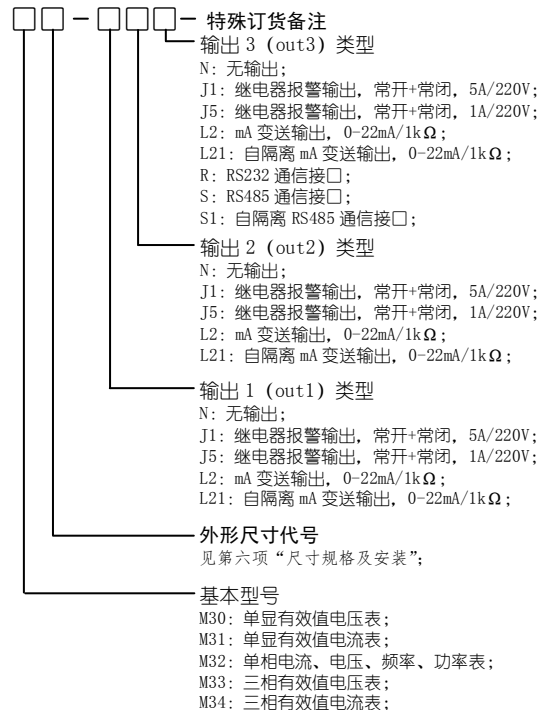 □□-□□□-特殊订货备注
输出 3 (out3) 类型
N: 无输出;
J1: 继电器报警输出, 常开+常闭, 5A/220V;
J5: 继电器报警输出, 常开+常闭, 1A/220V;
L2: mA 变送输出, 0-22mA/1kΩ;
L21: 自隔离 mA 变送输出, 0-22mA/1kΩ;
R: RS232 通信接口;
S: RS485 通信接口;
S1: 自隔离 RS485 通信接口;
输出 2 (out2) 类型
N: 无输出;
J1: 继电器报警输出, 常开+常闭, 5A/220V;
J5: 继电器报警输出, 常开+常闭, 1A/220V;
L2: mA 变送输出, 0-22mA/1kΩ;
L21: 自隔离 mA 变送输出, 0-22mA/1kΩ;
输出 1 (out1) 类型
N: 无输出;
J1: 继电器报警输出, 常开+常闭, 5A/220V;
J5: 继电器报警输出, 常开+常闭, 1A/220V;
L2: mA 变送输出, 0-22mA/1kΩ;
L21: 自隔离 mA 变送输出, 0-22mA/1kΩ;
外形尺寸代号
见第六项“尺寸规格及安装”;
基本型号
M30: 单显有效值电压表;
M31: 单显有效值电流表;
M32: 单相电流、电压、频率、功率表;
M33: 三相有效值电压表;
M34: 三相有效值电流表;